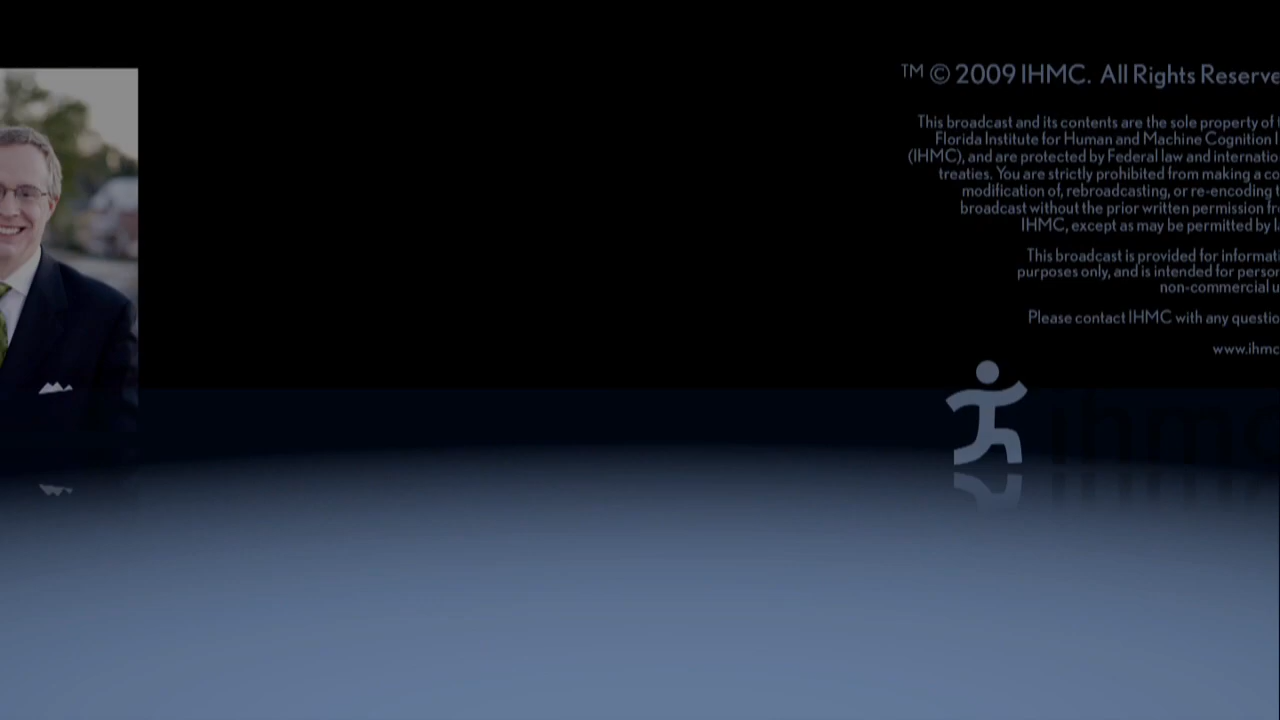 ™ © 2009 IHMC. All Rights Reserve
This broadcast and its contents are the sole property of t
Florida Institute for Human and Machine Cognition I
(IHMC), and are protected by Federal law and internatio
treaties. You are strictly prohibited from making a co
modification of, rebroadcasting, or re-encoding t
broadcast without the prior written permission fr
IHMC, except as may be permitted by la
This broadcast is provided for informati
purposes only, and is intended for person
non-commercial u
Please contact IHMC with any questio
www.ihmc
ihmc